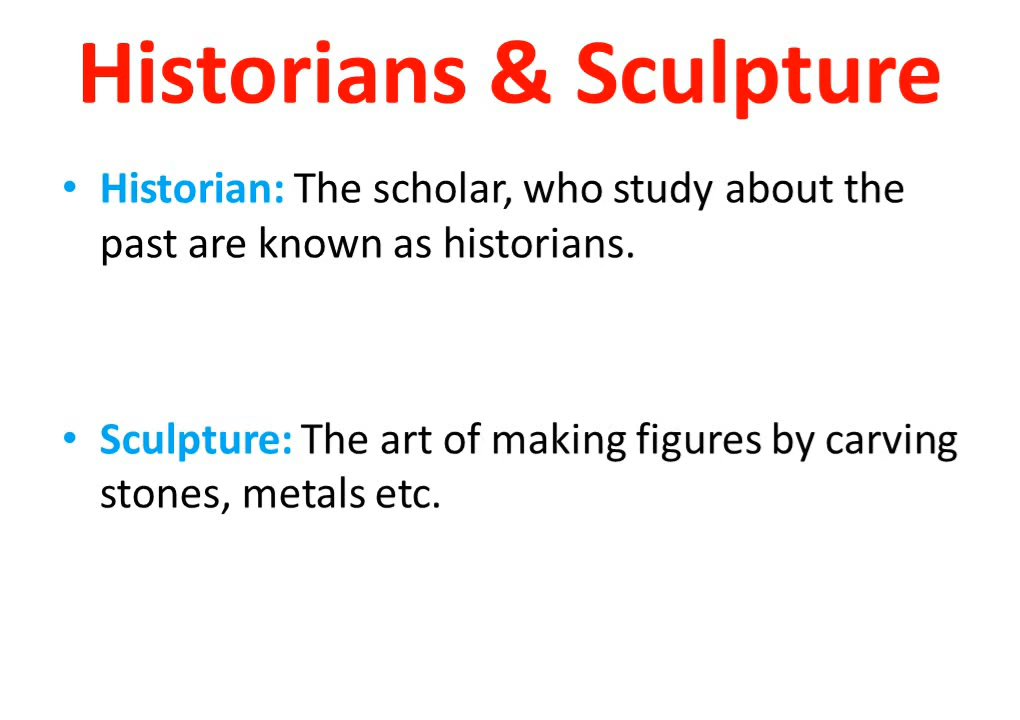 Historians & Sculpture
• Historian: The scholar, who study about the
past are known as historians.
• Sculpture: The art of making figures by carving
stones, metals etc.